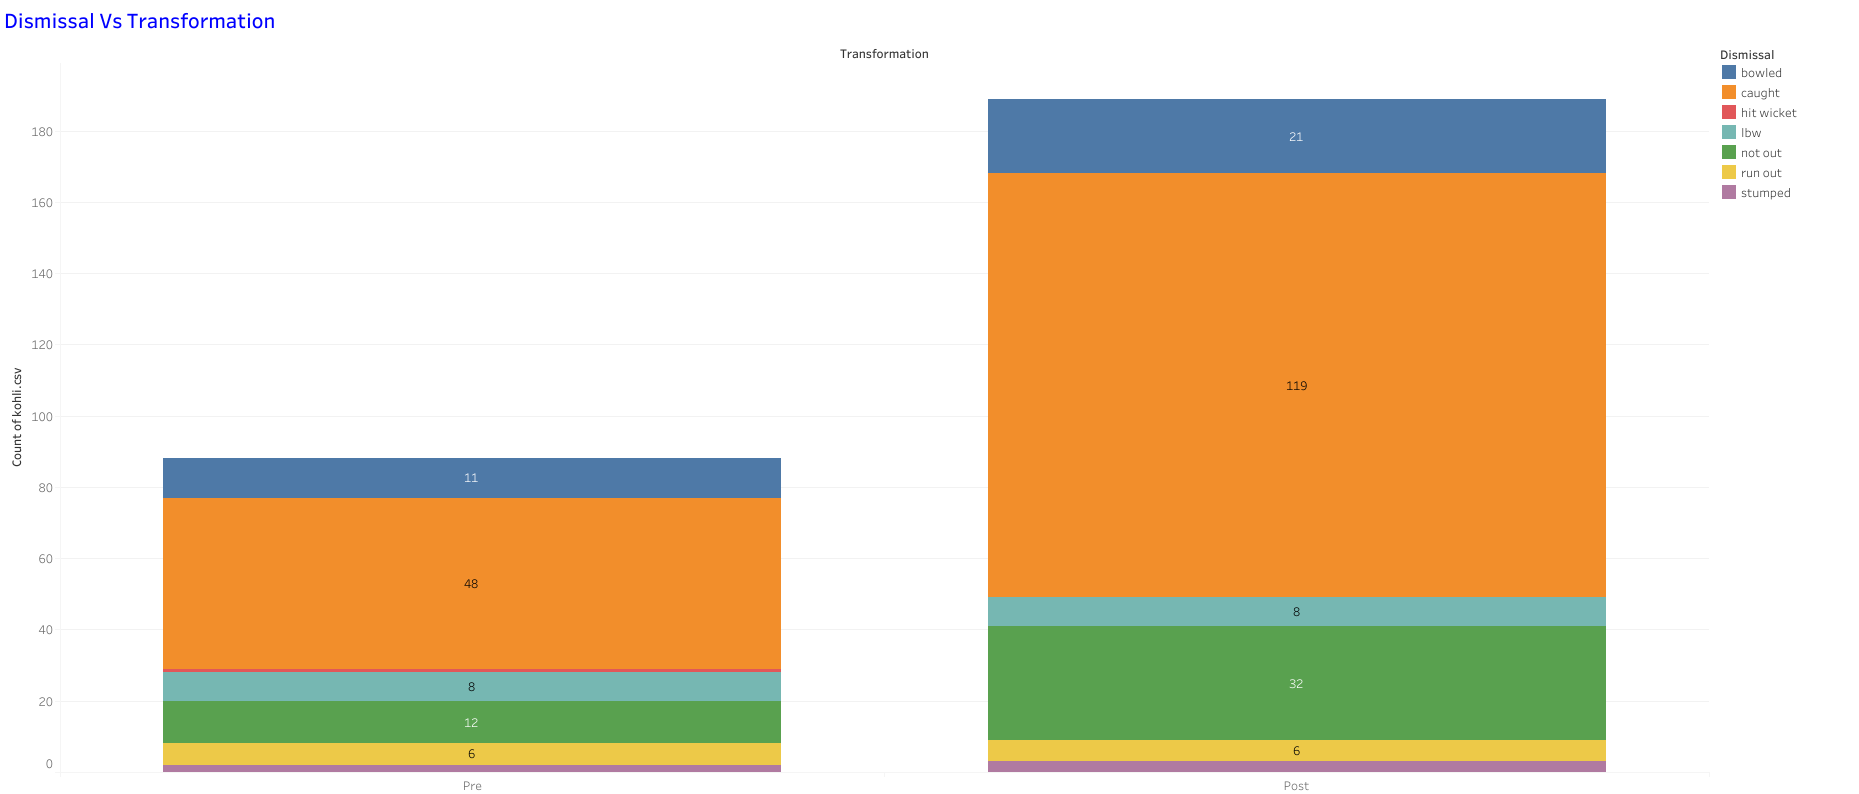 Dismissal Vs Transformation
Transformation
Dismissal
bowled
caught
hit wicket
lbw
not out
run out
stumped
Count of kohli.csv
180
160
140
120
100
80
60
40
20
0
11
48
8
12
6
21
119
8
32
6
Pre
Post